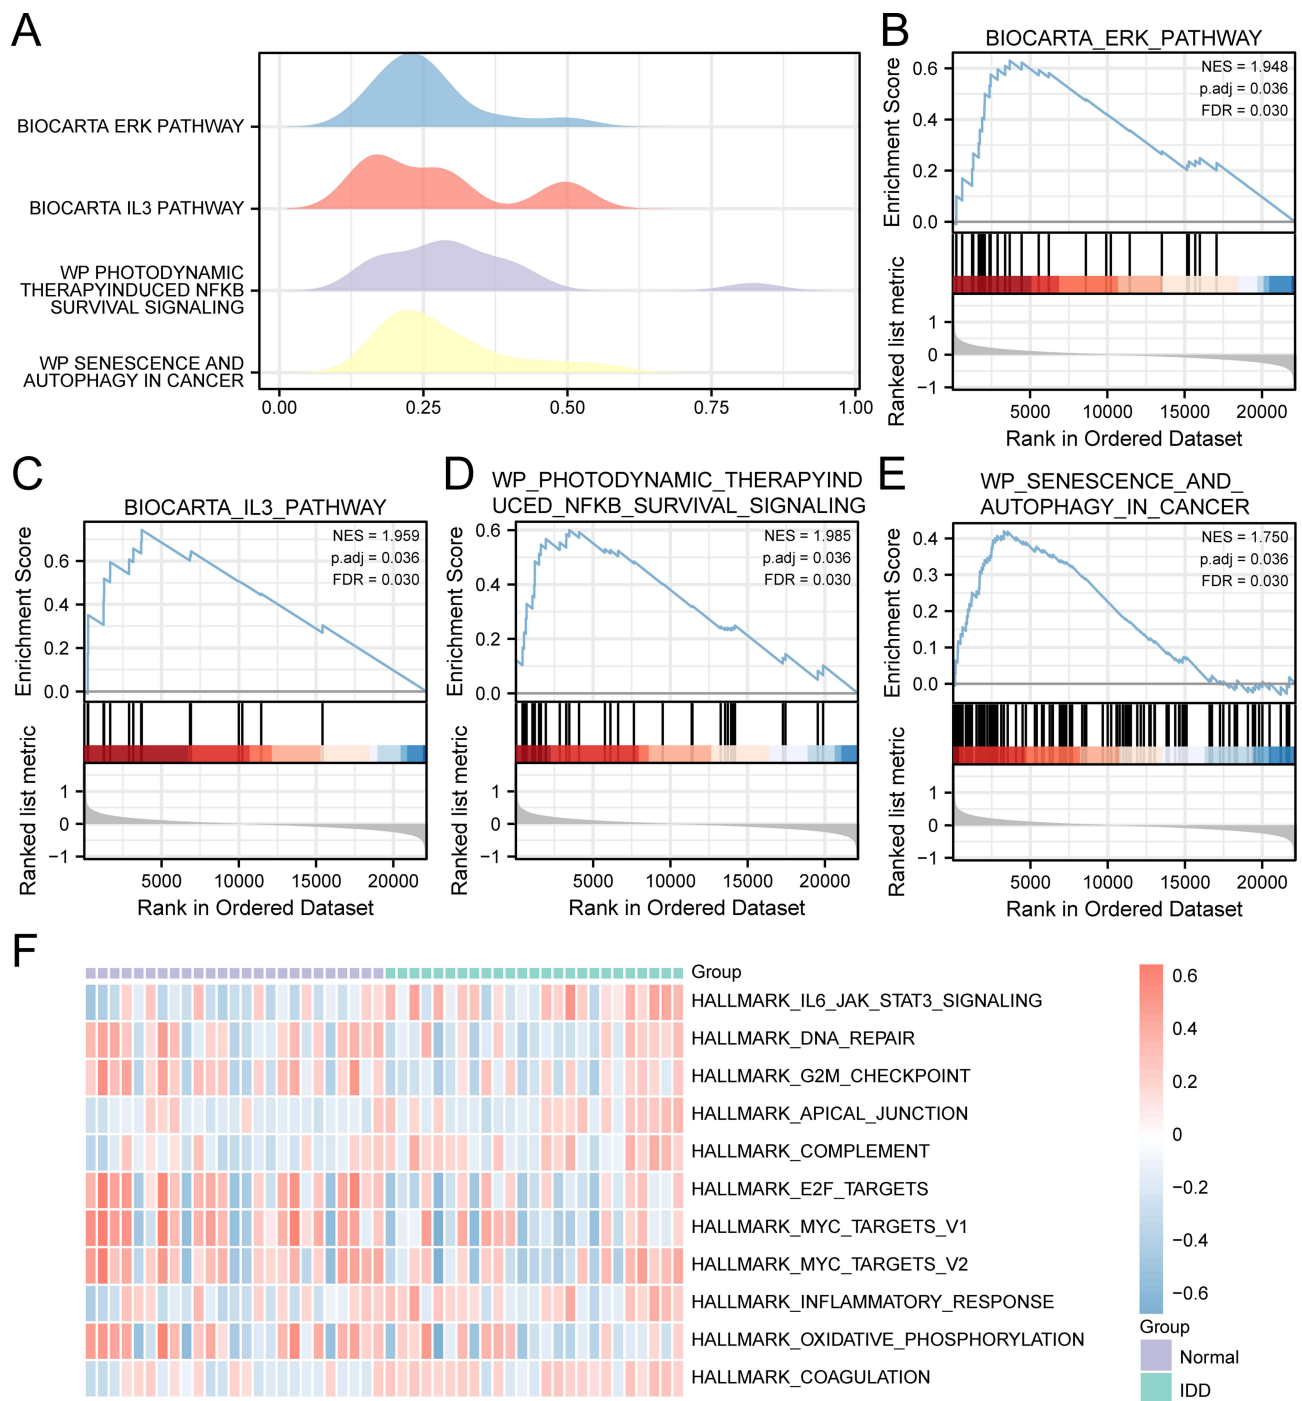 A
BIOCARTA ERK PATHWAY
BIOCARTA IL3 PATHWAY
WP PHOTODYNAMIC
THERAPYINDUCED NFKB
SURVIVAL SIGNALING
WP SENESCENCE AND
AUTOPHAGY IN CANCER
0.00 0.25 0.50 0.75 1.00
B
BIOCARTA_ERK_PATHWAY
NES = 1.948
p.adj = 0.036
FDR = 0.030
Enrichment Score
0.6
0.4
0.2
0.0
Ranked list metric
1
0
−1
5000 10000 15000 20000
Rank in Ordered Dataset
C
BIOCARTA_IL3_PATHWAY
NES = 1.959
p.adj = 0.036
FDR = 0.030
Enrichment Score
0.6
0.4
0.2
0.0
Ranked list metric
1
0
−1
5000 10000 15000 20000
Rank in Ordered Dataset
D
WP_PHOTODYNAMIC_THERAPYIND
UCED_NFKB_SURVIVAL_SIGNALING
NES = 1.985
p.adj = 0.036
FDR = 0.030
Enrichment Score
0.6
0.4
0.2
0.0
Ranked list metric
1
0
−1
5000 10000 15000 20000
Rank in Ordered Dataset
E
WP_SENESCENCE_AND_
AUTOPHAGY_IN_CANCER
NES = 1.750
p.adj = 0.036
FDR = 0.030
Enrichment Score
0.4
0.3
0.2
0.1
0.0
Ranked list metric
1
0
−1
5000 10000 15000 20000
Rank in Ordered Dataset
F
Group
HALLMARK_IL6_JAK_STAT3_SIGNALING
HALLMARK_DNA_REPAIR
HALLMARK_G2M_CHECKPOINT
HALLMARK_APICAL_JUNCTION
HALLMARK_COMPLEMENT
HALLMARK_E2F_TARGETS
HALLMARK_MYC_TARGETS_V1
HALLMARK_MYC_TARGETS_V2
HALLMARK_INFLAMMATORY_RESPONSE
HALLMARK_OXIDATIVE_PHOSPHORYLATION
HALLMARK_COAGULATION
0.6
0.4
0.2
0
−0.2
−0.4
−0.6
Group
Normal
IDD